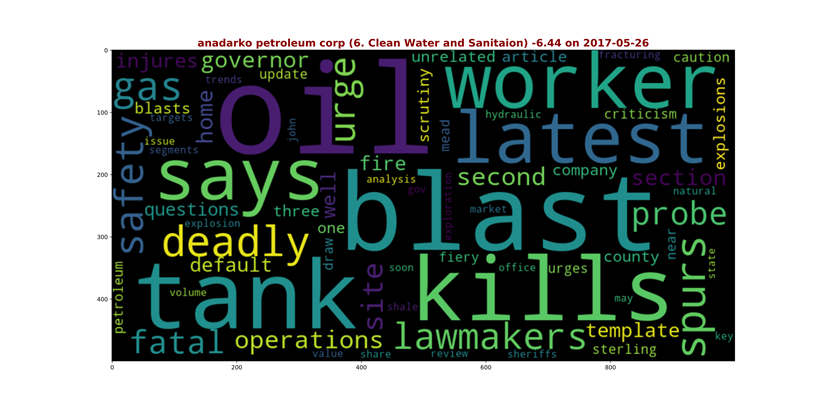 anadarko petroleum corp (6. Clean Water and Sanitaion) -6.44 on 2017-05-26
0
100
200
300
400
0
200
400
600
800
injures
governor
unrelated
article
fracturing
caution
gas
trends
update
urge
oil
worker
scrutiny
explosions
blasts
targets
home
john
hydraulic
criticism
mead
latest
safety
issue
segments
says
fire
analysis
gov
well
second
company
section
natural
questions
three
explosion
exploration
market
blast
probe
one
deadly
draw
default
fiery
urges
county
near
spurs
state
petroleum
tank
volume
site
soon
office
kills
shale
may
fatal
operations
lawmakers
template
key
value
share
review
sheriffs
sterling